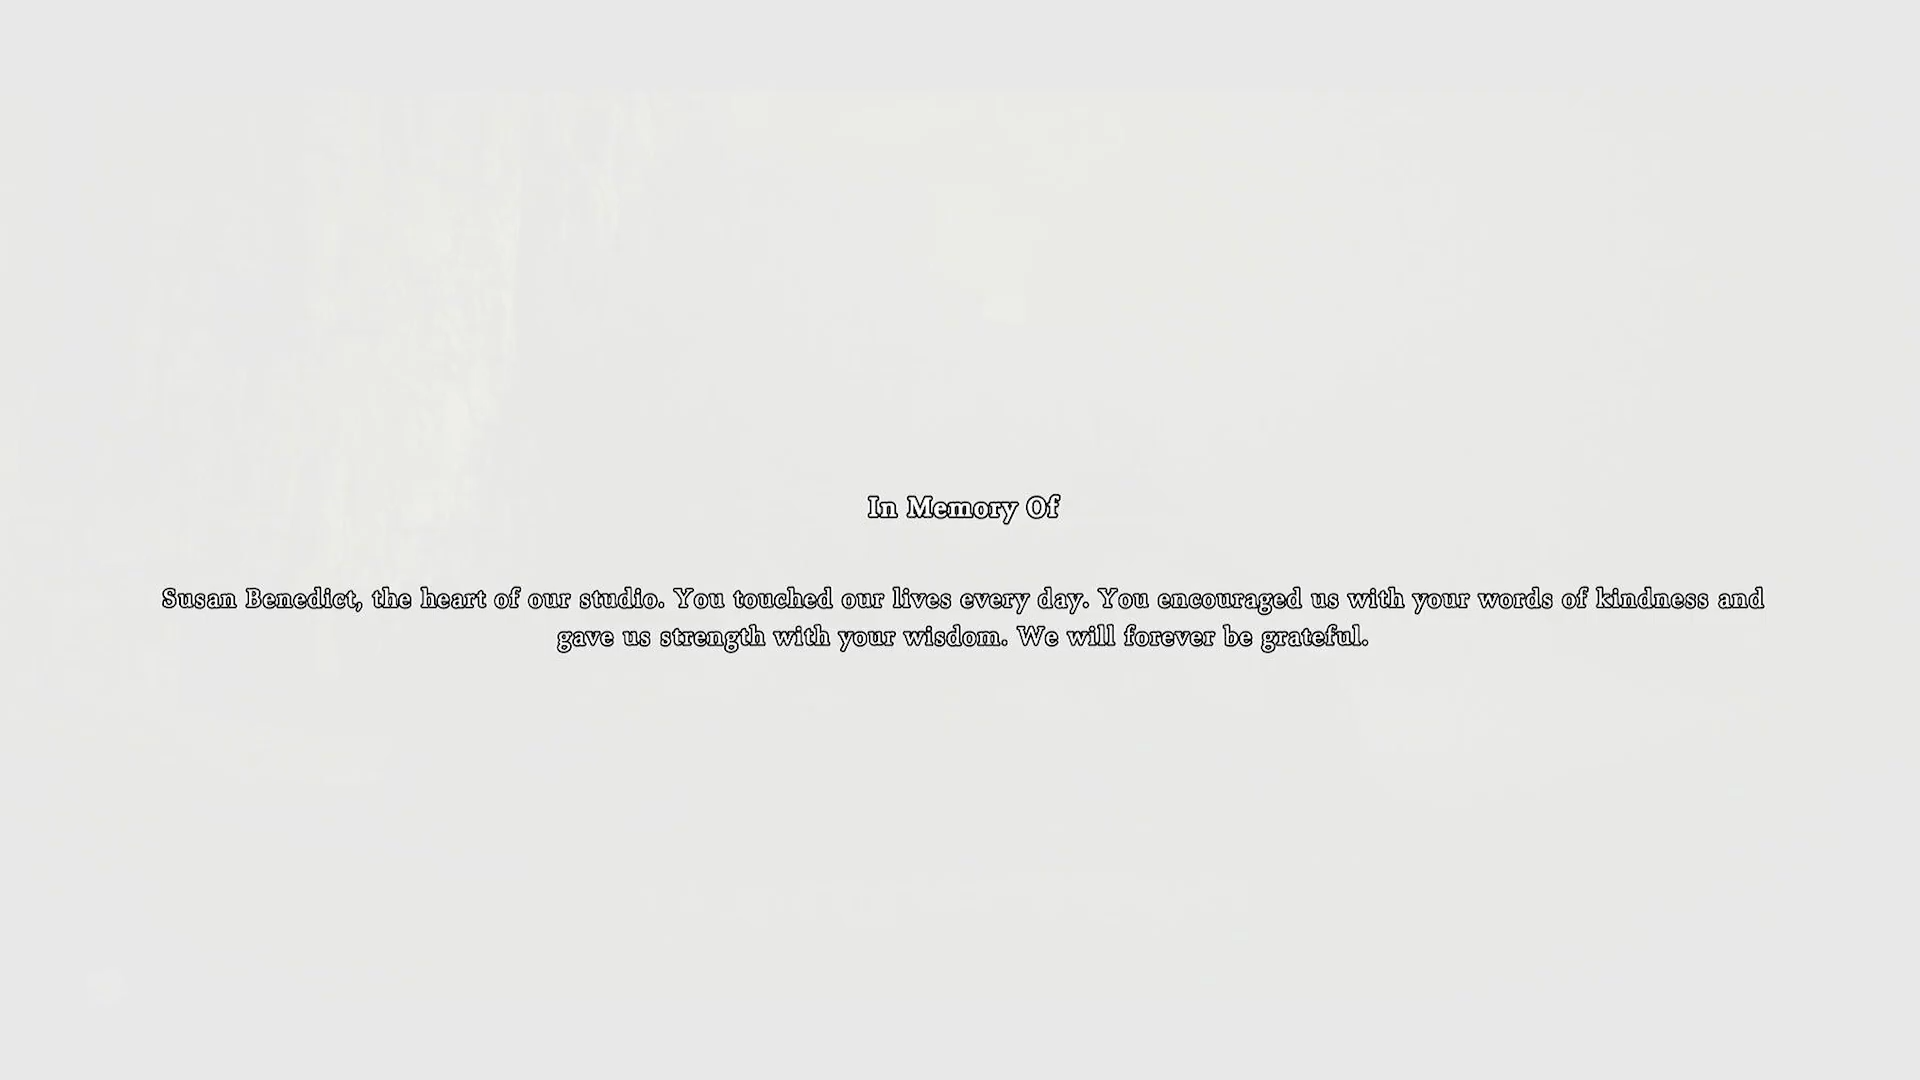 In Memory Of
Susan Benedict, the heart of our studio. You touched our lives every day. You encouraged us with your words of kindness and
gave us strength with your wisdom. We will forever be grateful.